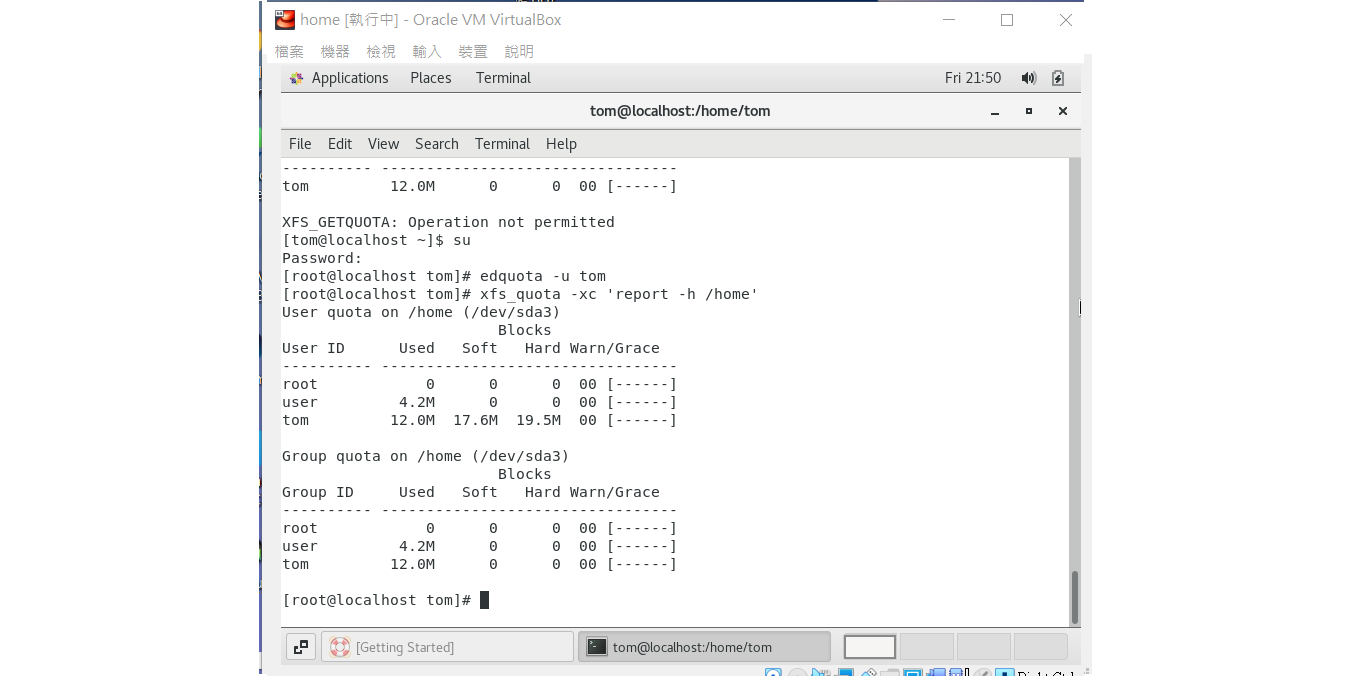 home [執行中] - Oracle VM VirtualBox
檔案 機器 檢視 輸入 裝置 說明
Applications Places Terminal Fri 21:50
tom@localhost:/home/tom
File Edit View Search Terminal Help
---------- ---------------------------------
tom 12.0M 0 0 00 [------]
XFS_GETQUOTA: Operation not permitted
[tom@localhost ~]$ su
Password:
[root@localhost tom]# edquota -u tom
[root@localhost tom]# xfs_quota -xc 'report -h /home'
User quota on /home (/dev/sda3)
Blocks
User ID Used Soft Hard Warn/Grace
---------- ---------------------------------
root 0 0 0 00 [------]
user 4.2M 0 0 00 [------]
tom 12.0M 17.6M 19.5M 00 [------]
Group quota on /home (/dev/sda3)
Blocks
Group ID Used Soft Hard Warn/Grace
---------- ---------------------------------
root 0 0 0 00 [------]
user 4.2M 0 0 00 [------]
tom 12.0M 0 0 00 [------]
[root@localhost tom]#
[Getting Started] tom@localhost:/home/tom